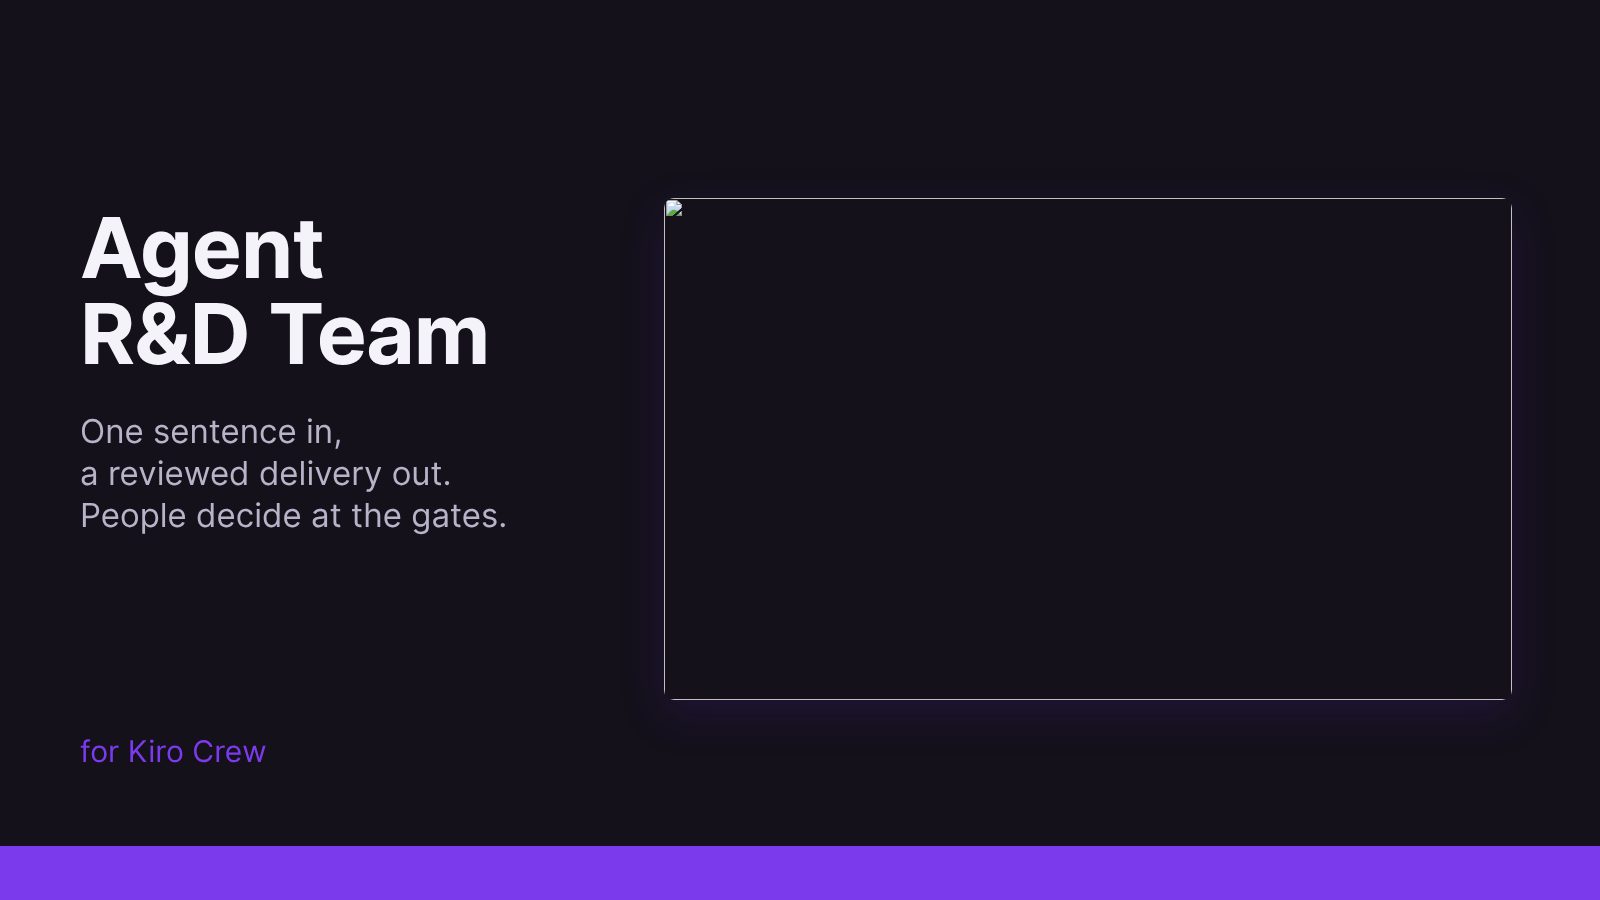 Agent
R&D Team
One sentence in,
a reviewed delivery out.
People decide at the gates.
for Kiro Crew